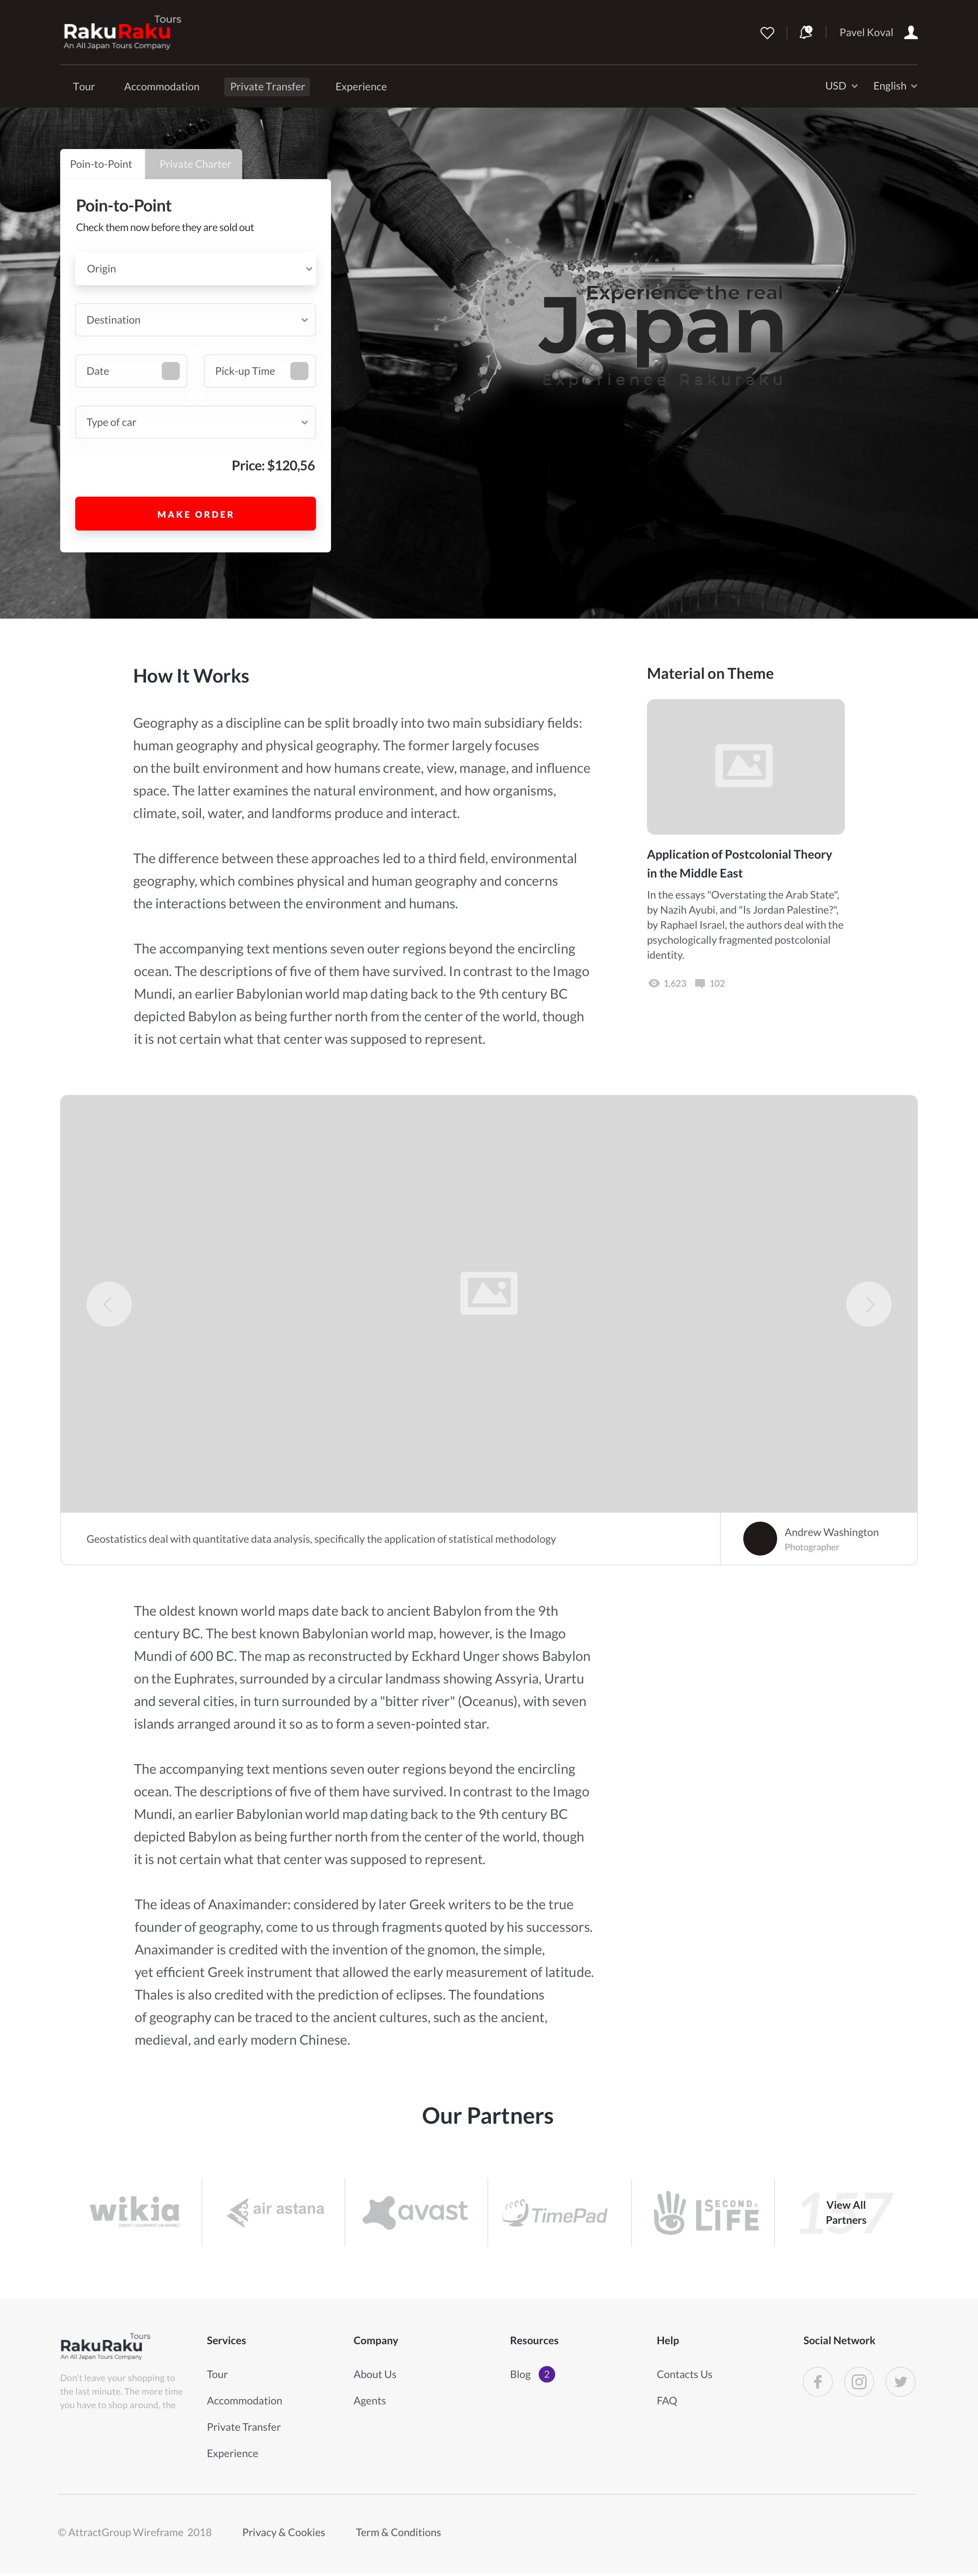 Tours
RakuRaku
An All Japan Tours Company
Pavel Koval
Tour
Accommodation
Private Transfer
Experience
USD
English
Poin-to-Point
Private Charter
Poin-to-Point
Check them now before they are sold out
Origin
Destination
Date
Pick-up Time
Type of car
Price: $120,56
MAKE ORDER
Experience the real
Japan
Experience Rakuraku
How It Works
Geography as a discipline can be split broadly into two main subsidiary fields:
human geography and physical geography. The former largely focuses
on the built environment and how humans create, view, manage, and influence
space. The latter examines the natural environment, and how organisms,
climate, soil, water, and landforms produce and interact.
The difference between these approaches led to a third field, environmental
geography, which combines physical and human geography and concerns
the interactions between the environment and humans.
The accompanying text mentions seven outer regions beyond the encircling
ocean. The descriptions of five of them have survived. In contrast to the Imago
Mundi, an earlier Babylonian world map dating back to the 9th century BC
depicted Babylon as being further north from the center of the world, though
it is not certain what that center was supposed to represent.
Material on Theme
Application of Postcolonial Theory
in the Middle East
In the essays "Overstating the Arab State",
by Nazih Ayubi, and "Is Jordan Palestine?",
by Raphael Israel, the authors deal with the
psychologically fragmented postcolonial
identity.
1,623
102
Geostatistics deal with quantitative data analysis, specifically the application of statistical methodology
Andrew Washington
Photographer
The oldest known world maps date back to ancient Babylon from the 9th
century BC. The best known Babylonian world map, however, is the Imago
Mundi of 600 BC. The map as reconstructed by Eckhard Unger shows Babylon
on the Euphrates, surrounded by a circular landmass showing Assyria, Urartu
and several cities, in turn surrounded by a "bitter river" (Oceanus), with seven
islands arranged around it so as to form a seven-pointed star.
The accompanying text mentions seven outer regions beyond the encircling
ocean. The descriptions of five of them have survived. In contrast to the Imago
Mundi, an earlier Babylonian world map dating back to the 9th century BC
depicted Babylon as being further north from the center of the world, though
it is not certain what that center was supposed to represent.
The ideas of Anaximander: considered by later Greek writers to be the true
founder of geography, come to us through fragments quoted by his successors.
Anaximander is credited with the invention of the gnomon, the simple,
yet efficient Greek instrument that allowed the early measurement of latitude.
Thales is also credited with the prediction of eclipses. The foundations
of geography can be traced to the ancient cultures, such as the ancient,
medieval, and early modern Chinese.
Our Partners
wikia
air astana
avast
TimePad
SECOND
LIFE
157
View All
Partners
Tours
RakuRaku
An All Japan Tours Company
Don't leave your shopping to
the last minute. The more time
you have to shop around, the
Services
Tour
Accommodation
Private Transfer
Experience
Company
About Us
Agents
Resources
Blog 2
Help
Contacts Us
FAQ
Social Network
© AttractGroup Wireframe 2018
Privacy & Cookies
Term & Conditions